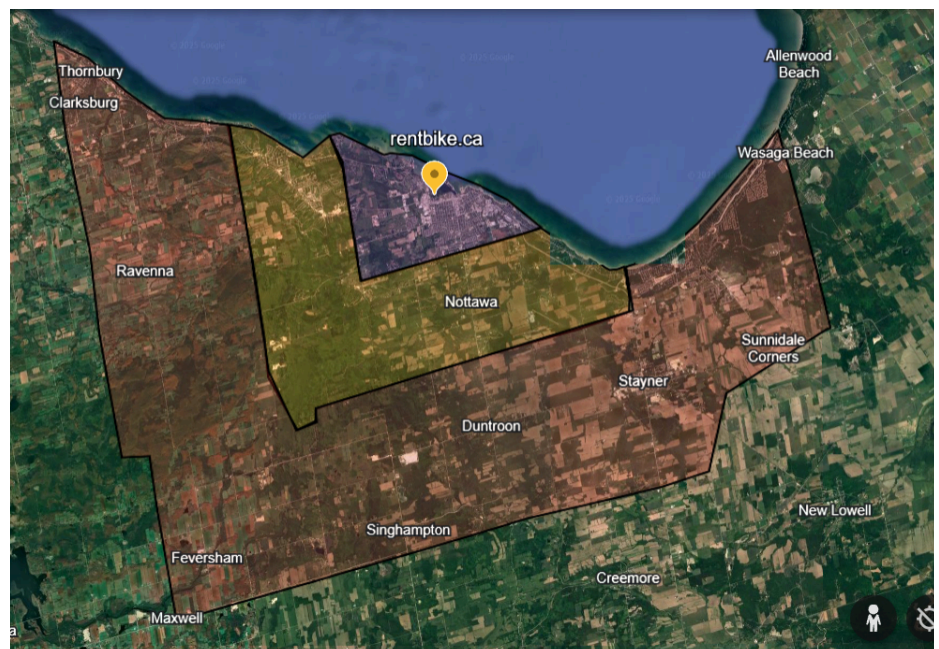 Allenwood
Beach
Thornbury
Clarksburg
rentbike.ca
Wasaga Beach
Ravenna
Nottawa
Sunnidale
Corners
Stayner
Duntroon
New Lowell
Singhampton
Feversham
Creemore
Maxwell
a